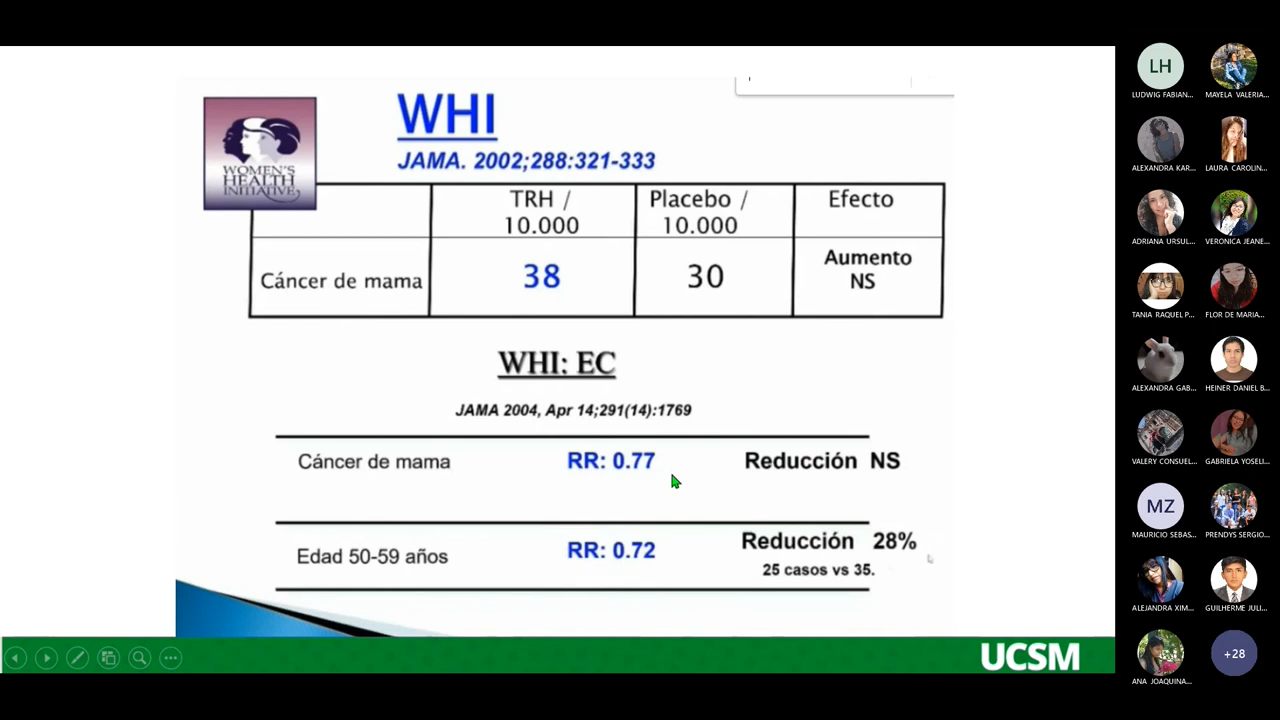 WHI
JAMA. 2002;288:321-333
WOMEN'S
HEALTH
INITIATIVE
TRH /
10.000
Placebo /
10.000
Efecto
Cáncer de mama
38
30
Aumento
NS
WHI: EC
JAMA 2004, Apr 14;291(14):1769
Cáncer de mama
RR: 0.77
Reducción NS
Edad 50-59 años
RR: 0.72
Reducción 28%
25 casos vs 35.
UCSM
LH
LUDWIG FABIAN...
MAYELA VALERIA...
ALEXANDRA KAR...
LAURA CAROLIN...
ADRIANA URSUL...
VERONICA JEANE...
TANIA RAQUEL P...
FLOR DE MARIA...
ALEXANDRA GAB...
HEINER DANIEL B...
VALERY CONSUEL...
GABRIELA YOSELI...
MZ
MAURICIO SEBAS...
PRENDYS SERGIO...
ALEJANDRA XIM...
GUILHERME JULI...
ANA JOAQUINA...
+28